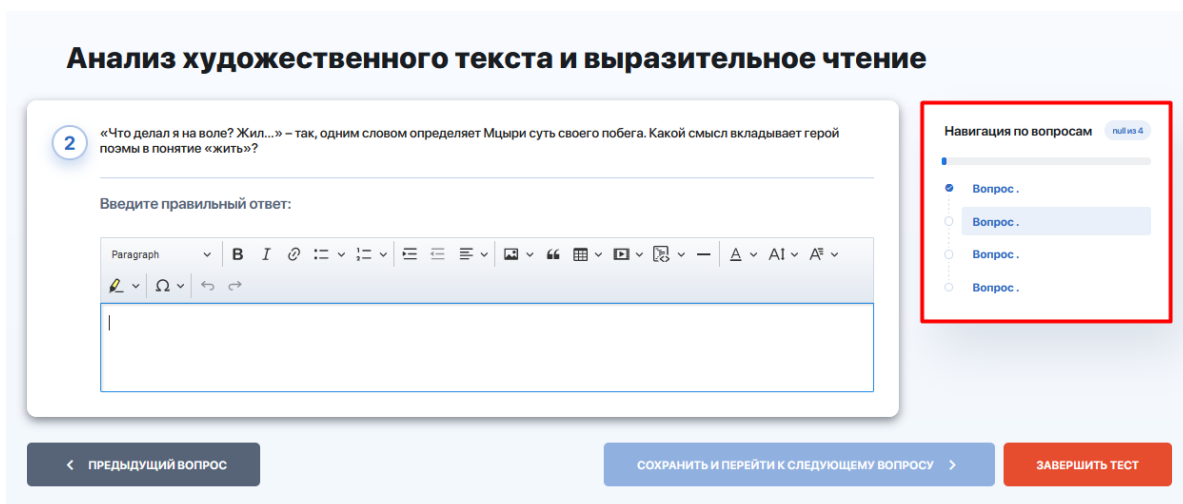 Анализ художественного текста и выразительное чтение
2
«Что делал я на воле? Жил...» – так, одним словом определяет Мцыри суть своего побега. Какой смысл вкладывает герой
поэмы в понятие «жить»?
Введите правильный ответ:
Paragraph
Навигация по вопросам null из 4
Вопрос .
Вопрос .
Вопрос .
Вопрос .
ПРЕДЫДУЩИЙ ВОПРОС
СОХРАНИТЬ И ПЕРЕЙТИ К СЛЕДУЮЩЕМУ ВОПРОСУ
ЗАВЕРШИТЬ ТЕСТ